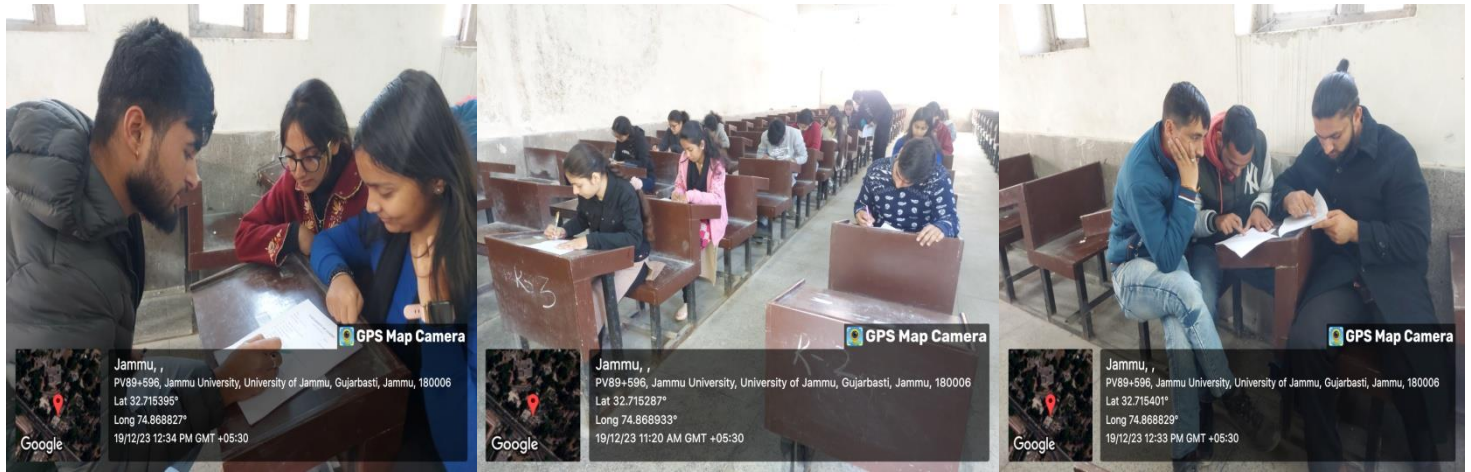 GPS Map Camera
Jammu, ,
PV89+596, Jammu University, University of Jammu, Gujarbasti, Jammu, 180006
Lat 32.715395°
Long 74.868827°
19/12/23 12:34 PM GMT +05:30
Google
K-3
K-2
GPS Map Camera
Jammu, ,
PV89+596, Jammu University, University of Jammu, Gujarbasti, Jammu, 180006
Lat 32.715287°
Long 74.868933°
19/12/23 11:20 AM GMT +05:30
Google
NY
GPS Map Camera
Jammu, ,
PV89+596, Jammu University, University of Jammu, Gujarbasti, Jammu, 180006
Lat 32.715401°
Long 74.868829°
19/12/23 12:33 PM GMT +05:30
Google